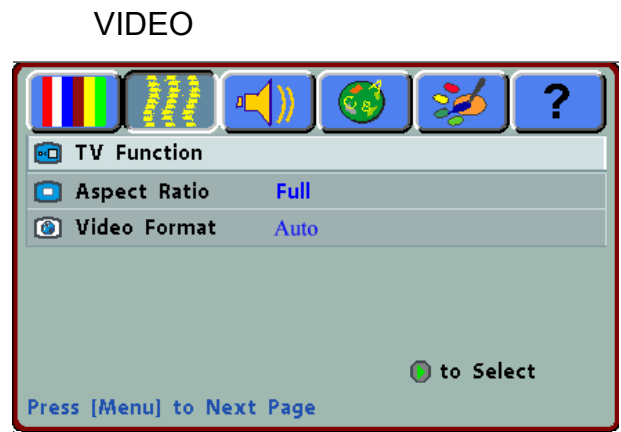 VIDEO
?
TV Function
Aspect Ratio Full
Video Format Auto
to Select
Press [Menu] to Next Page